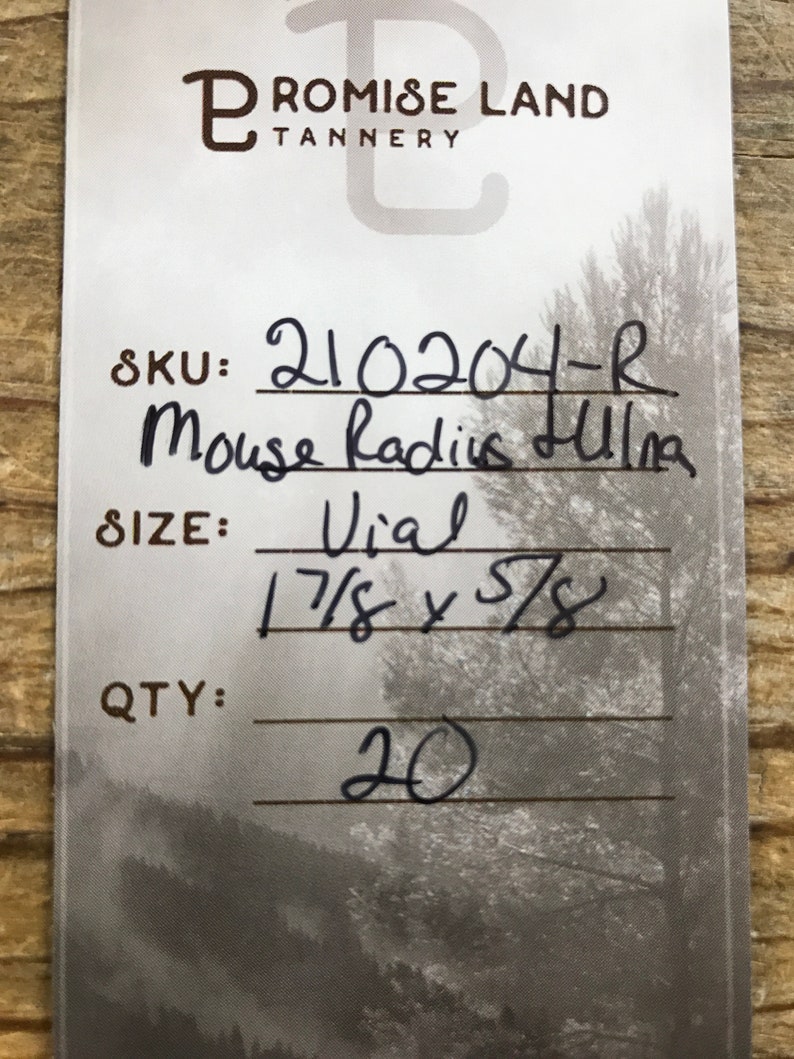 PROMISE LAND
TANNERY
SKU: 210204-R
Mouse Radius & Ulna
SIZE: Vial
1 7/8 x 5/8
QTY:
20